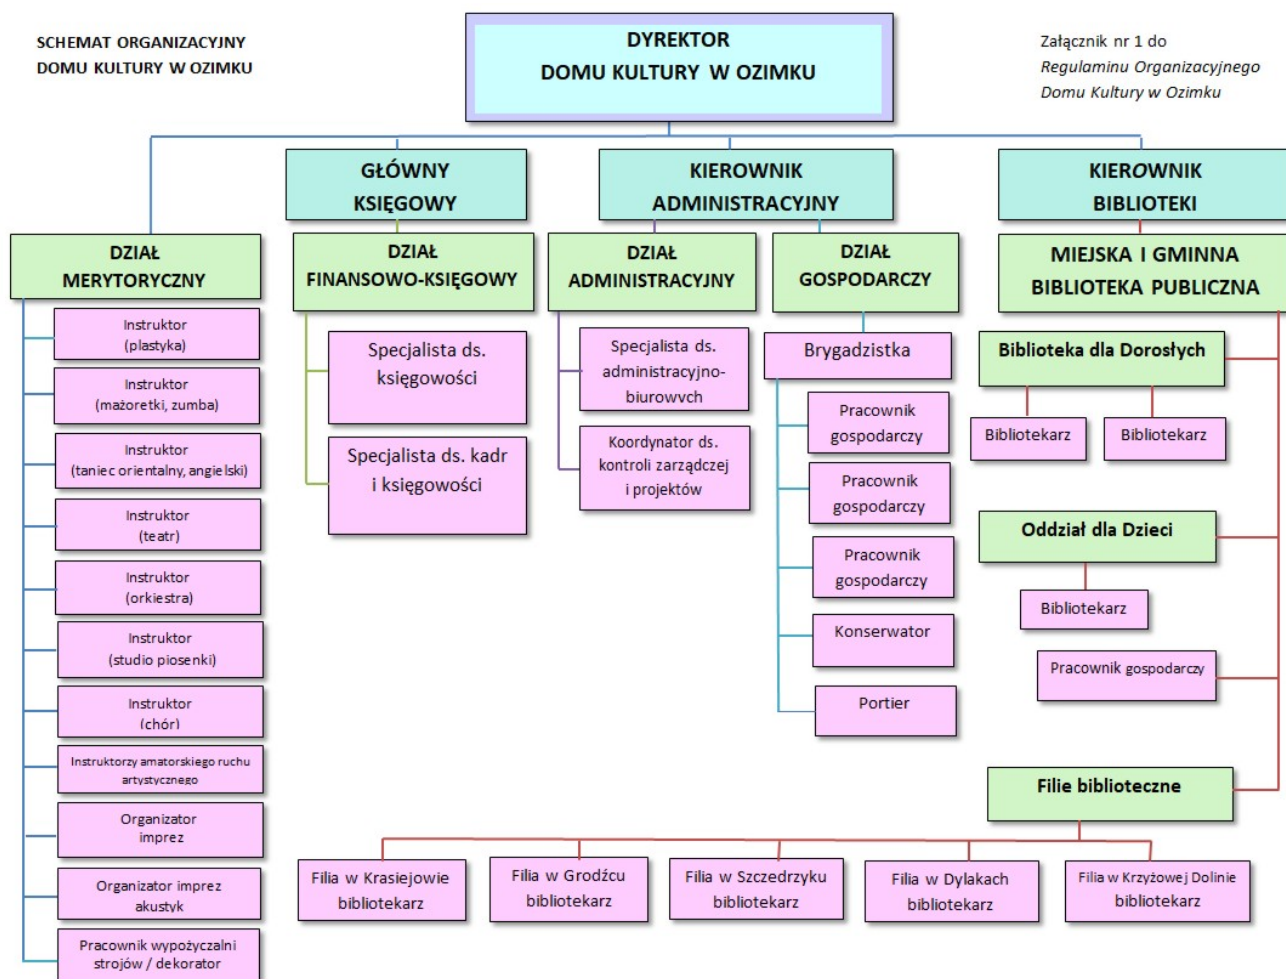 SCHEMAT ORGANIZACYJNY
DOMU KULTURY W OZIMKU
DYREKTOR
DOMU KULTURY W OZIMKU
Załącznik nr 1 do
Regulaminu Organizacyjnego
Domu Kultury w Ozimku
GŁÓWNY
KSIĘGOWY
KIEROWNIK
ADMINISTRACYJNY
KIEROWNIK
BIBLIOTEKI
DZIAŁ
MERYTORYCZNY
Instruktor
(plastyka)
Instruktor
(mażoretki, zumba)
Instruktor
(taniec orientalny, angielski)
Instruktor
(teatr)
Instruktor
(orkiestra)
Instruktor
(studio piosenki)
Instruktor
(chór)
Instruktorzy amatorskiego ruchu
artystycznego
Organizator
imprez
Organizator imprez
akustyk
Pracownik wypożyczalni
strojów / dekorator
DZIAŁ
FINANSOWO-KSIĘGOWY
Specjalista ds.
księgowości
Specjalista ds. kadr
i księgowości
DZIAŁ
ADMINISTRACYJNY
Specjalista ds.
administracyjno-
biurowych
Koordynator ds.
kontroli zarządczej
i projektów
DZIAŁ
GOSPODARCZY
Brygadzistka
Pracownik
gospodarczy
Pracownik
gospodarczy
Pracownik
gospodarczy
Konserwator
Portier
MIEJSKA I GMINNA
BIBLIOTEKA PUBLICZNA
Biblioteka dla Dorosłych
Bibliotekarz
Bibliotekarz
Oddział dla Dzieci
Bibliotekarz
Pracownik gospodarczy
Filie biblioteczne
Filia w Krasiejowie
bibliotekarz
Filia w Grodźcu
bibliotekarz
Filia w Szczedrzyku
bibliotekarz
Filia w Dylakach
bibliotekarz
Filia w Krzyżowej Dolinie
bibliotekarz